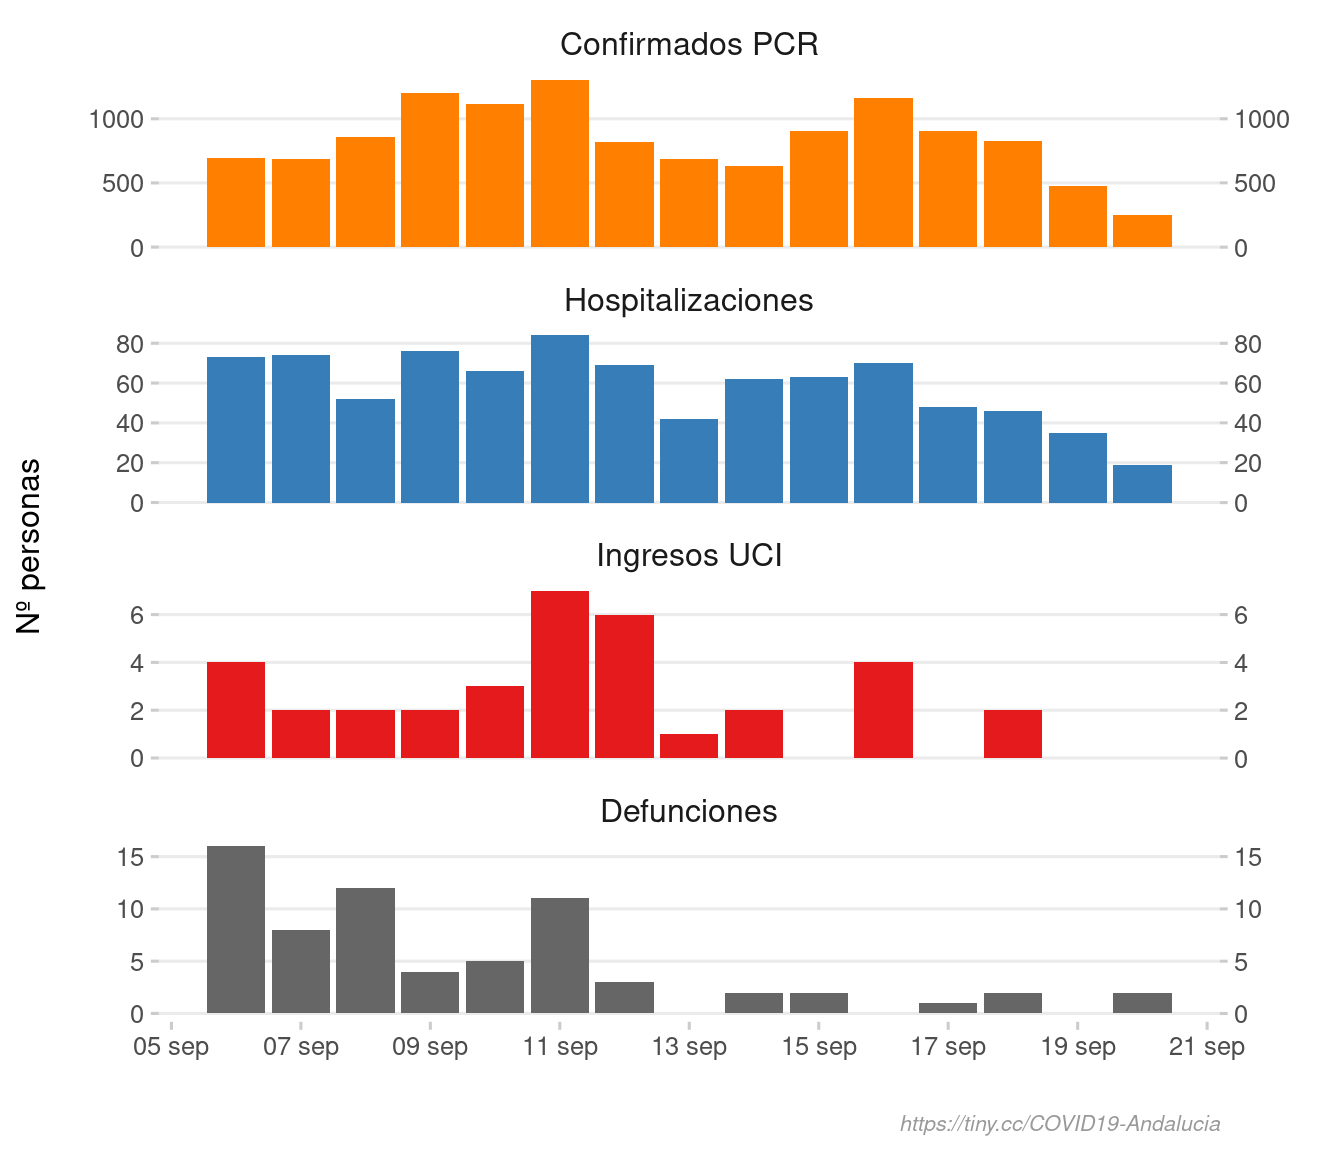 Confirmados PCR
1000 1000
500 500
0 0
Hospitalizaciones
80 80
60 60
40 40
20 20
0 0
Nº personas
Ingresos UCI
6 6
4 4
2 2
0 0
Defunciones
15 15
10 10
5 5
0 0
05 sep 07 sep 09 sep 11 sep 13 sep 15 sep 17 sep 19 sep 21 sep
https://tiny.cc/COVID19-Andalucia